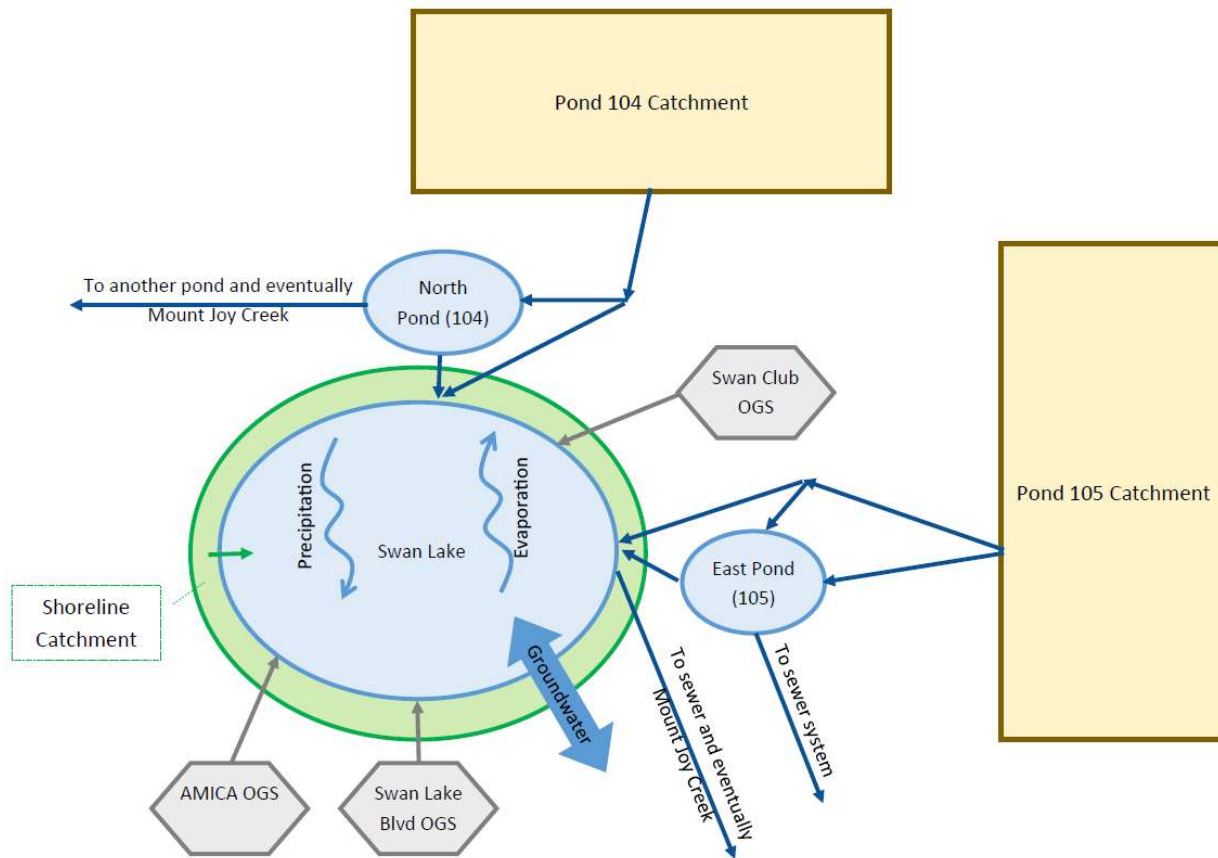 Pond 104 Catchment
To another pond and eventually
Mount Joy Creek
North
Pond (104)
Swan Club
OGS
Pond 105 Catchment
Precipitation
Swan Lake
Evaporation
East Pond
(105)
Shoreline
Catchment
Groundwater
To sewer and eventually
Mount Joy Creek
To sewer system
AMICA OGS
Swan Lake
Blvd OGS